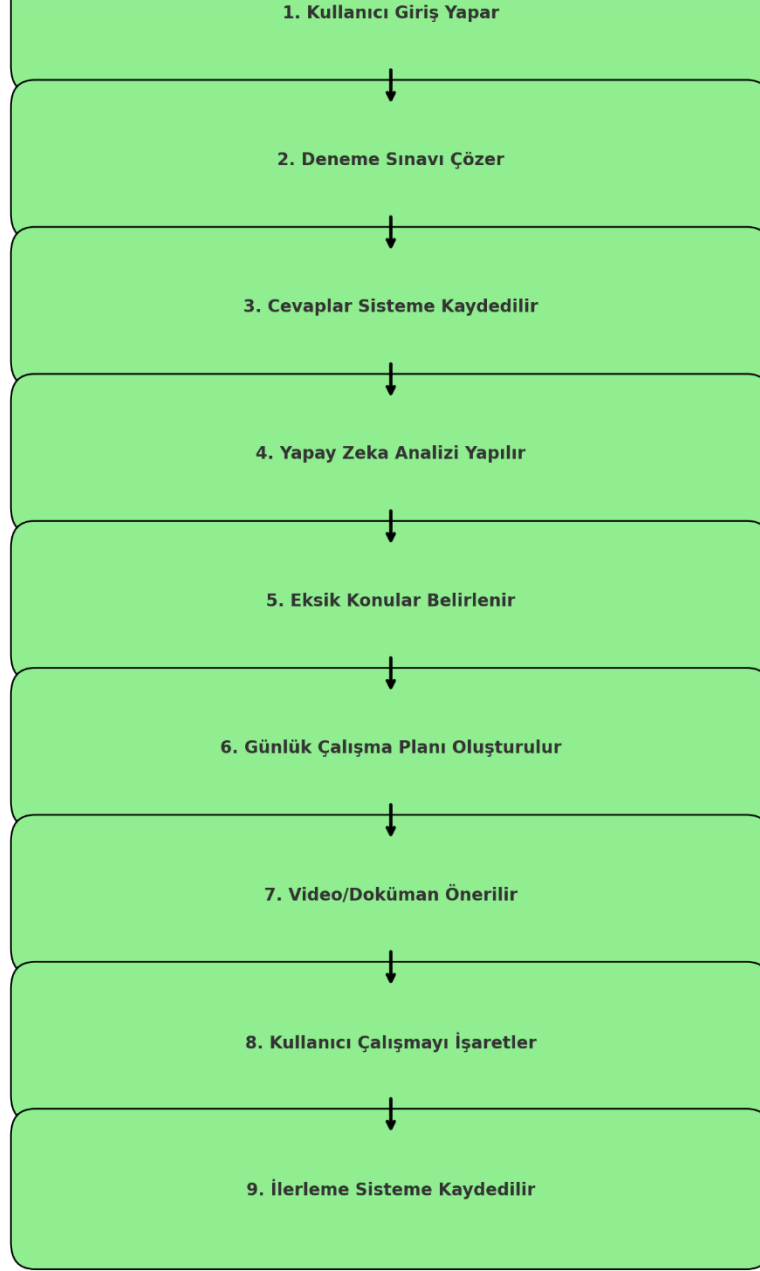 1. Kullanıcı Giriş Yapar
2. Deneme Sınavı Çözer
3. Cevaplar Sisteme Kaydedilir
4. Yapay Zeka Analizi Yapılır
5. Eksik Konular Belirlenir
6. Günlük Çalışma Planı Oluşturulur
7. Video/Doküman Önerilir
8. Kullanıcı Çalışmayı İşaretler
9. İlerleme Sisteme Kaydedilir